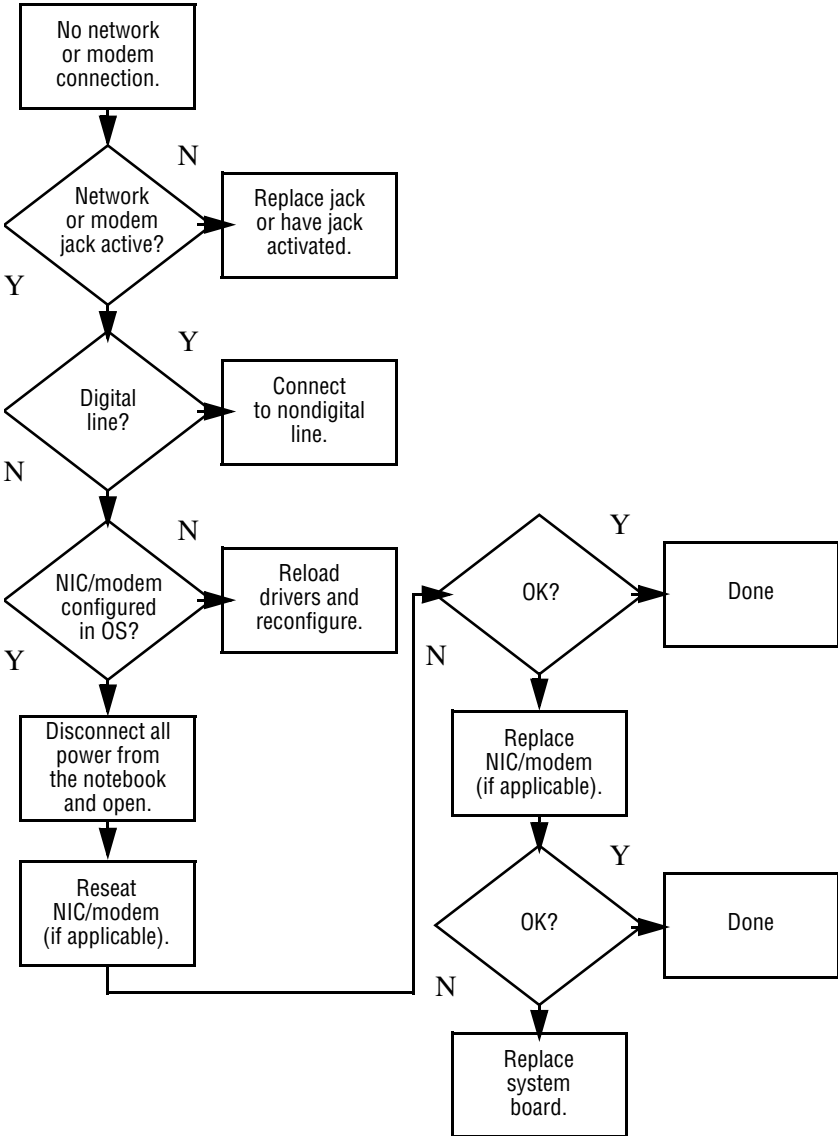 No network
or modem
connection.
N
Network
or modem
jack active?
Replace jack
or have jack
activated.
Y
Y
Digital
line?
Connect
to nondigital
line.
N
N
NIC/modem
configured
in OS?
Reload
drivers and
reconfigure.
Y
Disconnect all
power from
the notebook
and open.
Reseat
NIC/modem
(if applicable).
Y
OK?
Done
N
Replace
NIC/modem
(if applicable).
Y
OK?
Done
N
Replace
system
board.